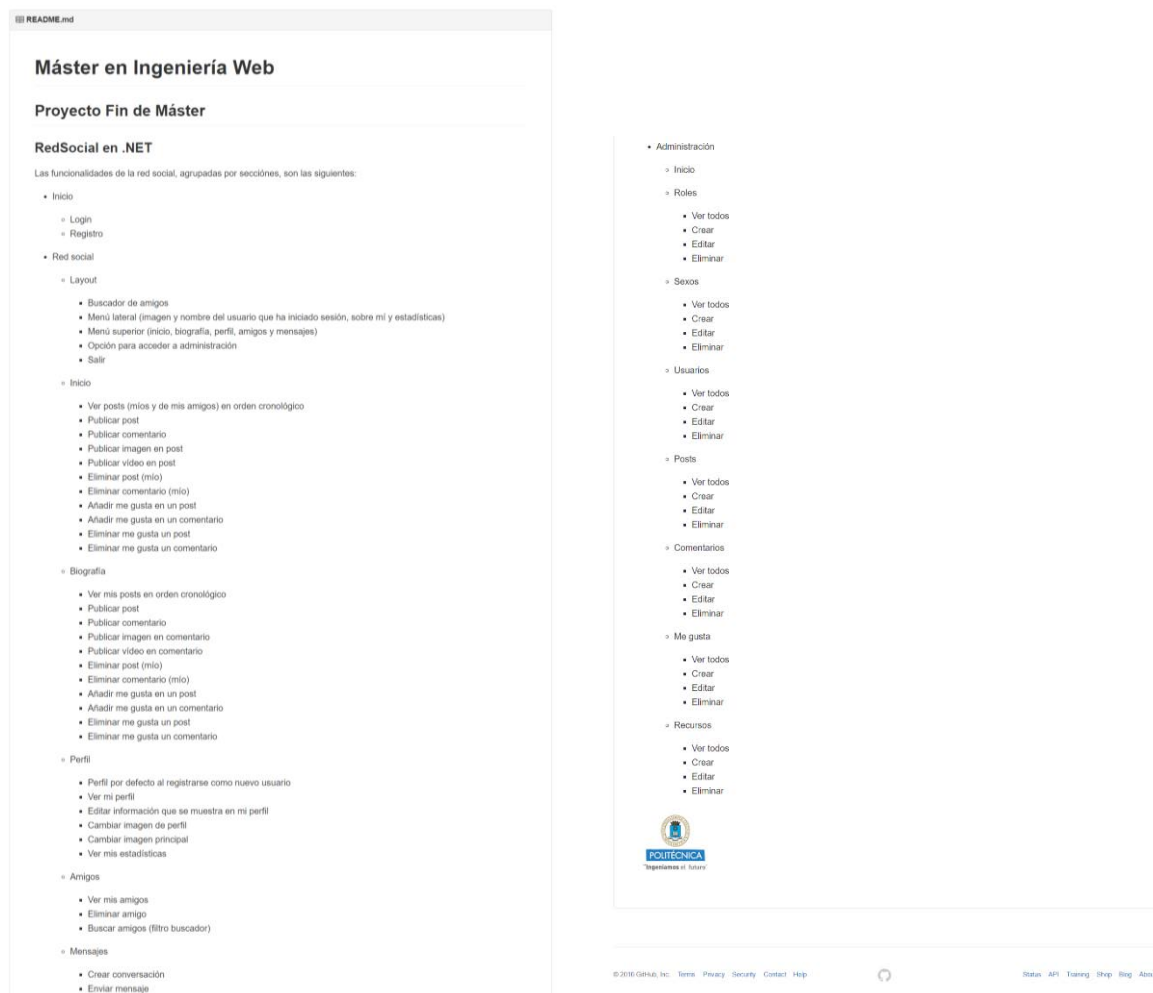 README.md
Máster en Ingeniería Web
Proyecto Fin de Máster
RedSocial en .NET
Las funcionalidades de la red social, agrupadas por secciónes, son las siguientes:
Inicio
Login
Registro
Red social
Layout
Buscador de amigos
Menú lateral (imagen y nombre del usuario que ha iniciado sesión, sobre mí y estadísticas)
Menú superior (inicio, biografía, perfil, amigos y mensajes)
Opción para acceder a administración
Salir
Inicio
Ver posts (míos y de mis amigos) en orden cronológico
Publicar post
Publicar comentario
Publicar imagen en post
Publicar vídeo en post
Eliminar post (mío)
Eliminar comentario (mío)
Añadir me gusta en un post
Añadir me gusta en un comentario
Eliminar me gusta un post
Eliminar me gusta un comentario
Biografía
Ver mis posts en orden cronológico
Publicar post
Publicar comentario
Publicar imagen en comentario
Publicar vídeo en comentario
Eliminar post (mío)
Eliminar comentario (mío)
Añadir me gusta en un post
Añadir me gusta en un comentario
Eliminar me gusta un post
Eliminar me gusta un comentario
Perfil
Perfil por defecto al registrarse como nuevo usuario
Ver mi perfil
Editar información que se muestra en mi perfil
Cambiar imagen de perfil
Cambiar imagen principal
Ver mis estadísticas
Amigos
Ver mis amigos
Eliminar amigo
Buscar amigos (filtro buscador)
Mensajes
Crear conversación
Enviar mensaje
Administración
Inicio
Roles
Ver todos
Crear
Editar
Eliminar
Sexos
Ver todos
Crear
Editar
Eliminar
Usuarios
Ver todos
Crear
Editar
Eliminar
Posts
Ver todos
Crear
Editar
Eliminar
Comentarios
Ver todos
Crear
Editar
Eliminar
Me gusta
Ver todos
Crear
Editar
Eliminar
Recursos
Ver todos
Crear
Editar
Eliminar
POLITÉCNICA
"Ingeniamos el futuro"
© 2016 GitHub, Inc. Terms Privacy Security Contact Help
Status API Training Shop Blog Abou